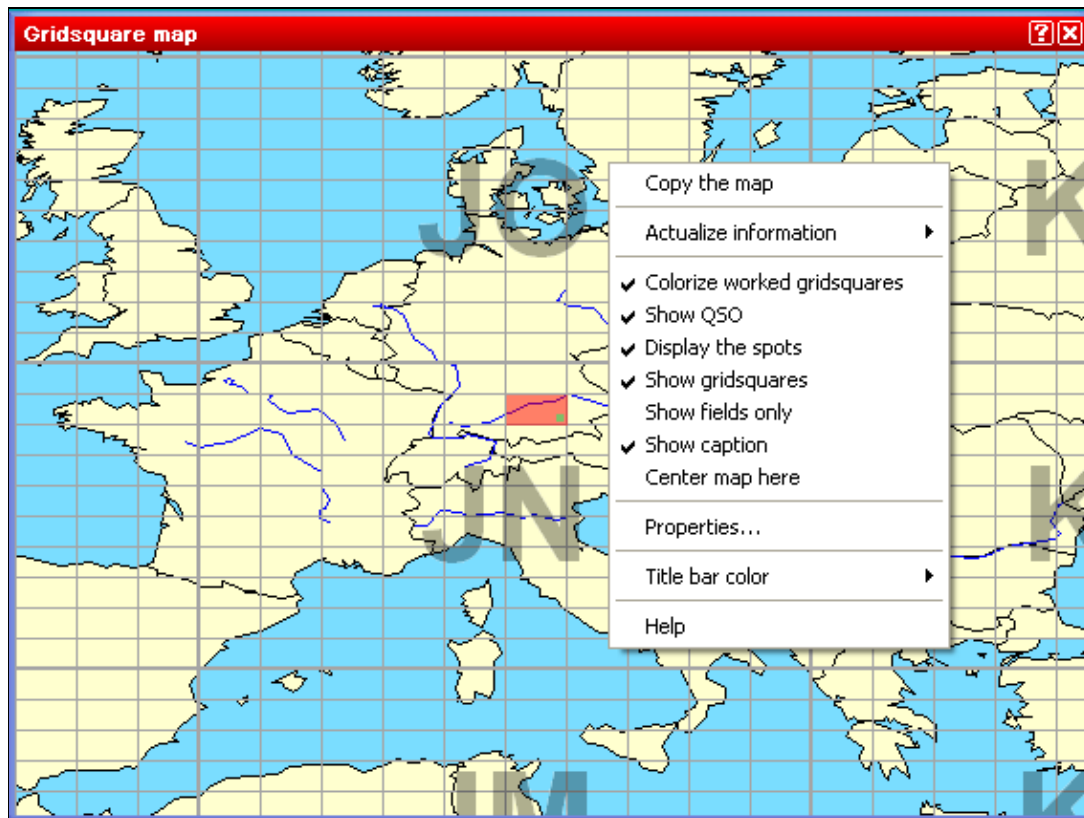 Gridsquare map
JO
Copy the map
K
Actualize information
Colorize worked gridsquares
Show QSO
Display the spots
Show gridsquares
Show fields only
Show caption
Center map here
JN
K
Properties...
Title bar color
Help
JM
K